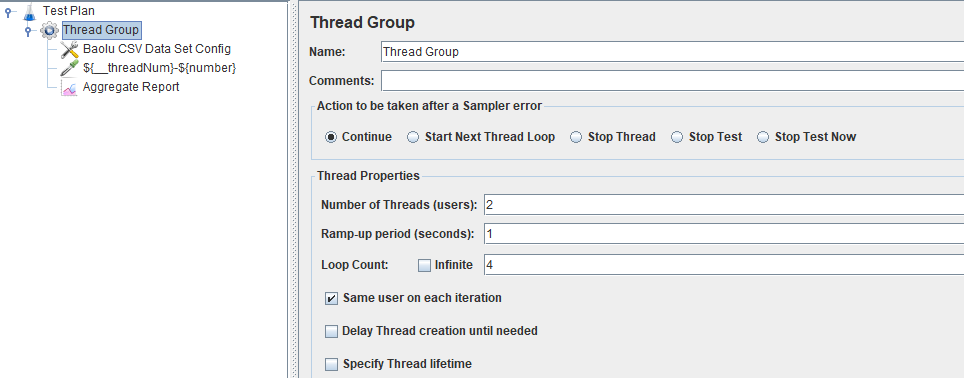 Test Plan
Thread Group
Baolu CSV Data Set Config
${__threadNum}-${number}
Aggregate Report
Thread Group
Name: Thread Group
Comments:
Action to be taken after a Sampler error
Continue Start Next Thread Loop Stop Thread Stop Test Stop Test Now
Thread Properties
Number of Threads (users): 2
Ramp-up period (seconds): 1
Loop Count: Infinite 4
Same user on each iteration
Delay Thread creation until needed
Specify Thread lifetime